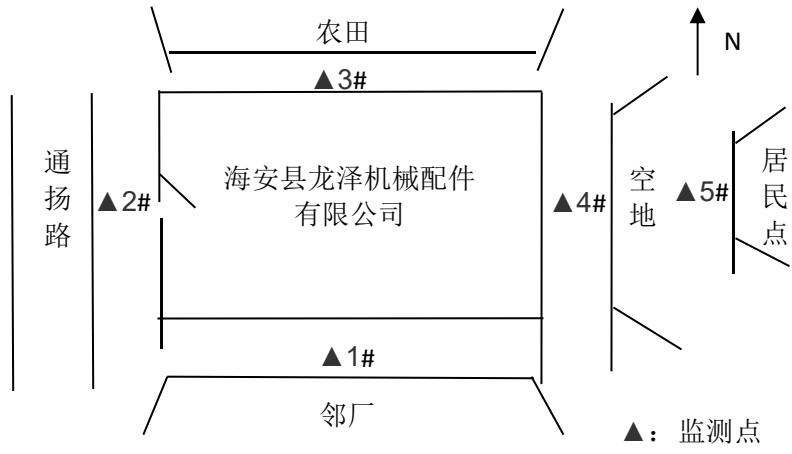 农田
N
▲3#
通扬路
▲2#
海安县龙泽机械配件
有限公司
▲4#
空地
▲5#
居民点
▲1#
邻厂
▲：监测点